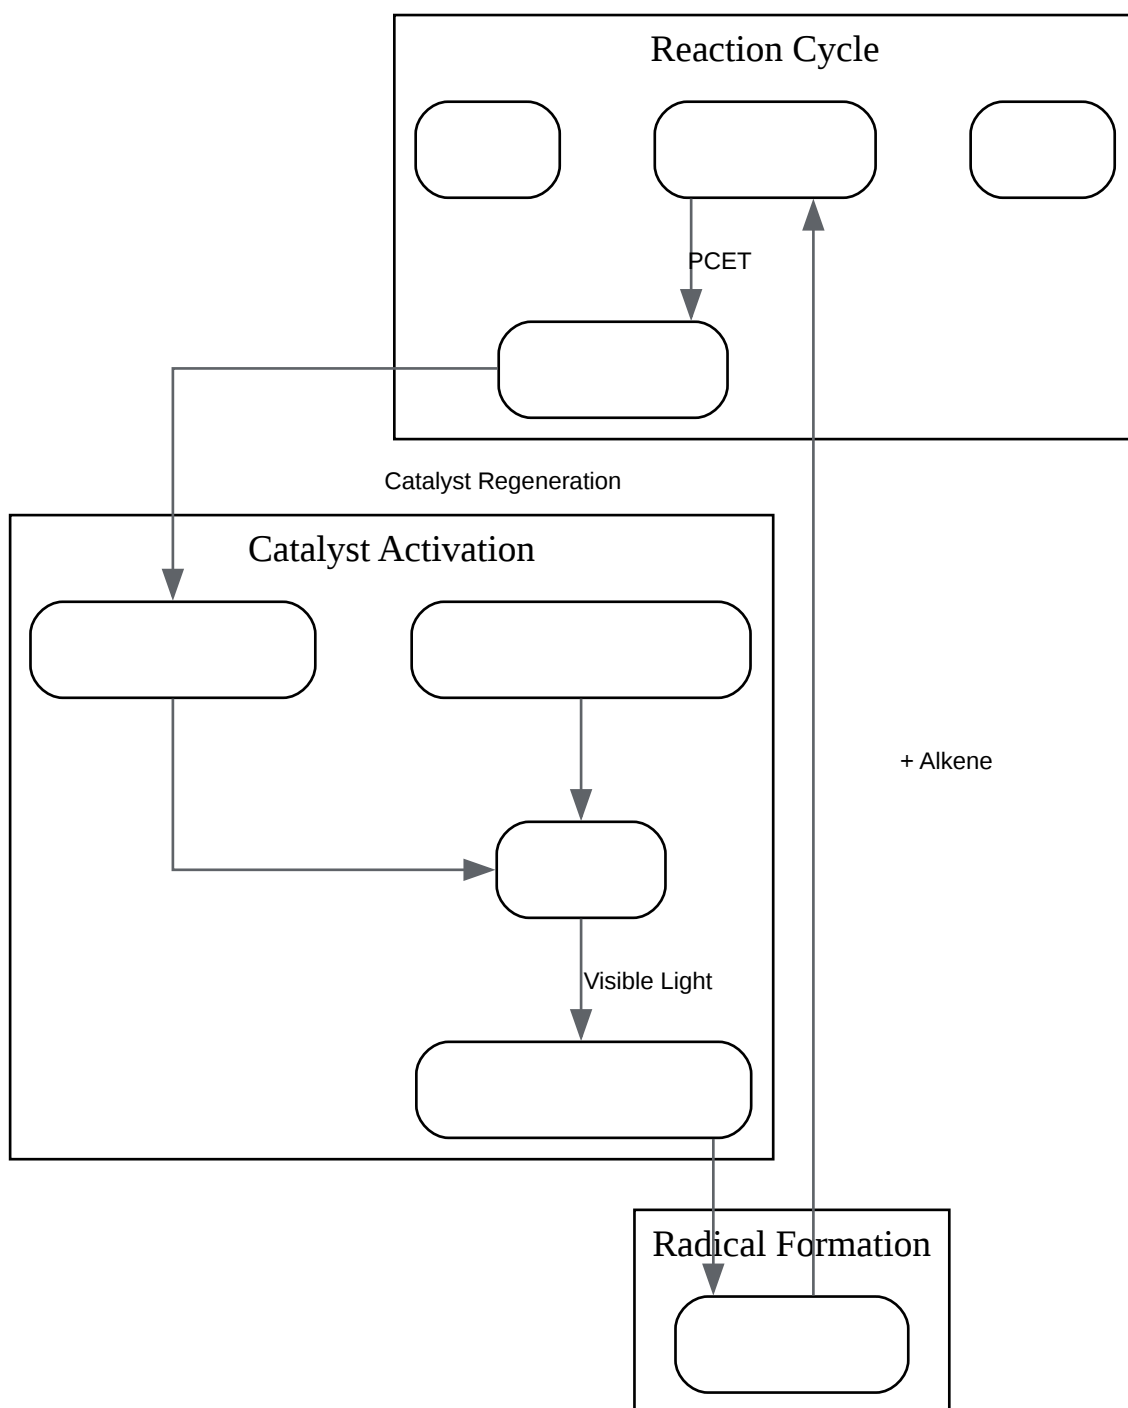 Reaction Cycle
PCET
Catalyst Regeneration
Catalyst Activation
+ Alkene
Visible Light
Radical Formation